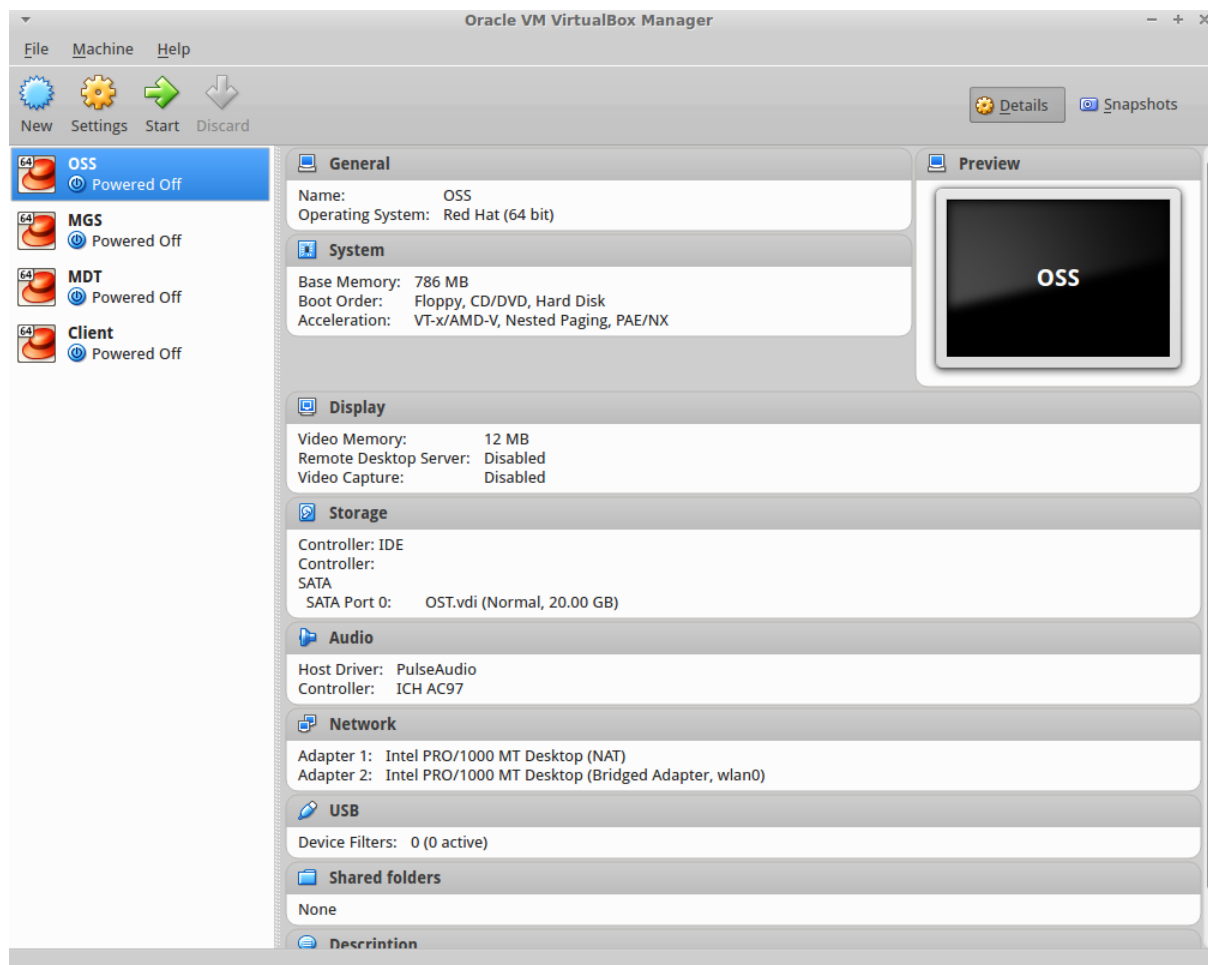 Oracle VM VirtualBox Manager
File Machine Help
New Settings Start Discard
Details Snapshots
64 OSS
Powered Off
64 MGS
Powered Off
64 MDT
Powered Off
64 Client
Powered Off
General
Name: OSS
Operating System: Red Hat (64 bit)
System
Base Memory: 786 MB
Boot Order: Floppy, CD/DVD, Hard Disk
Acceleration: VT-x/AMD-V, Nested Paging, PAE/NX
Preview
OSS
Display
Video Memory: 12 MB
Remote Desktop Server: Disabled
Video Capture: Disabled
Storage
Controller: IDE
Controller:
SATA
SATA Port 0: OST.vdi (Normal, 20.00 GB)
Audio
Host Driver: PulseAudio
Controller: ICH AC97
Network
Adapter 1: Intel PRO/1000 MT Desktop (NAT)
Adapter 2: Intel PRO/1000 MT Desktop (Bridged Adapter, wlan0)
USB
Device Filters: 0 (0 active)
Shared folders
None
Description